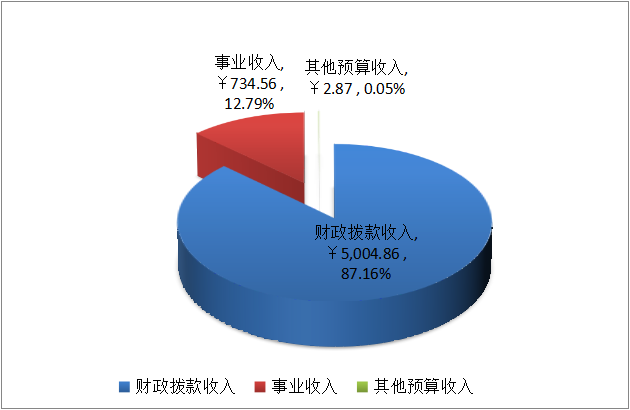 事业收入,
￥734.56 ,
12.79%
其他预算收入,
￥2.87 , 0.05%
财政拨款收入,
￥5,004.86 ,
87.16%
财政拨款收入 事业收入 其他预算收入